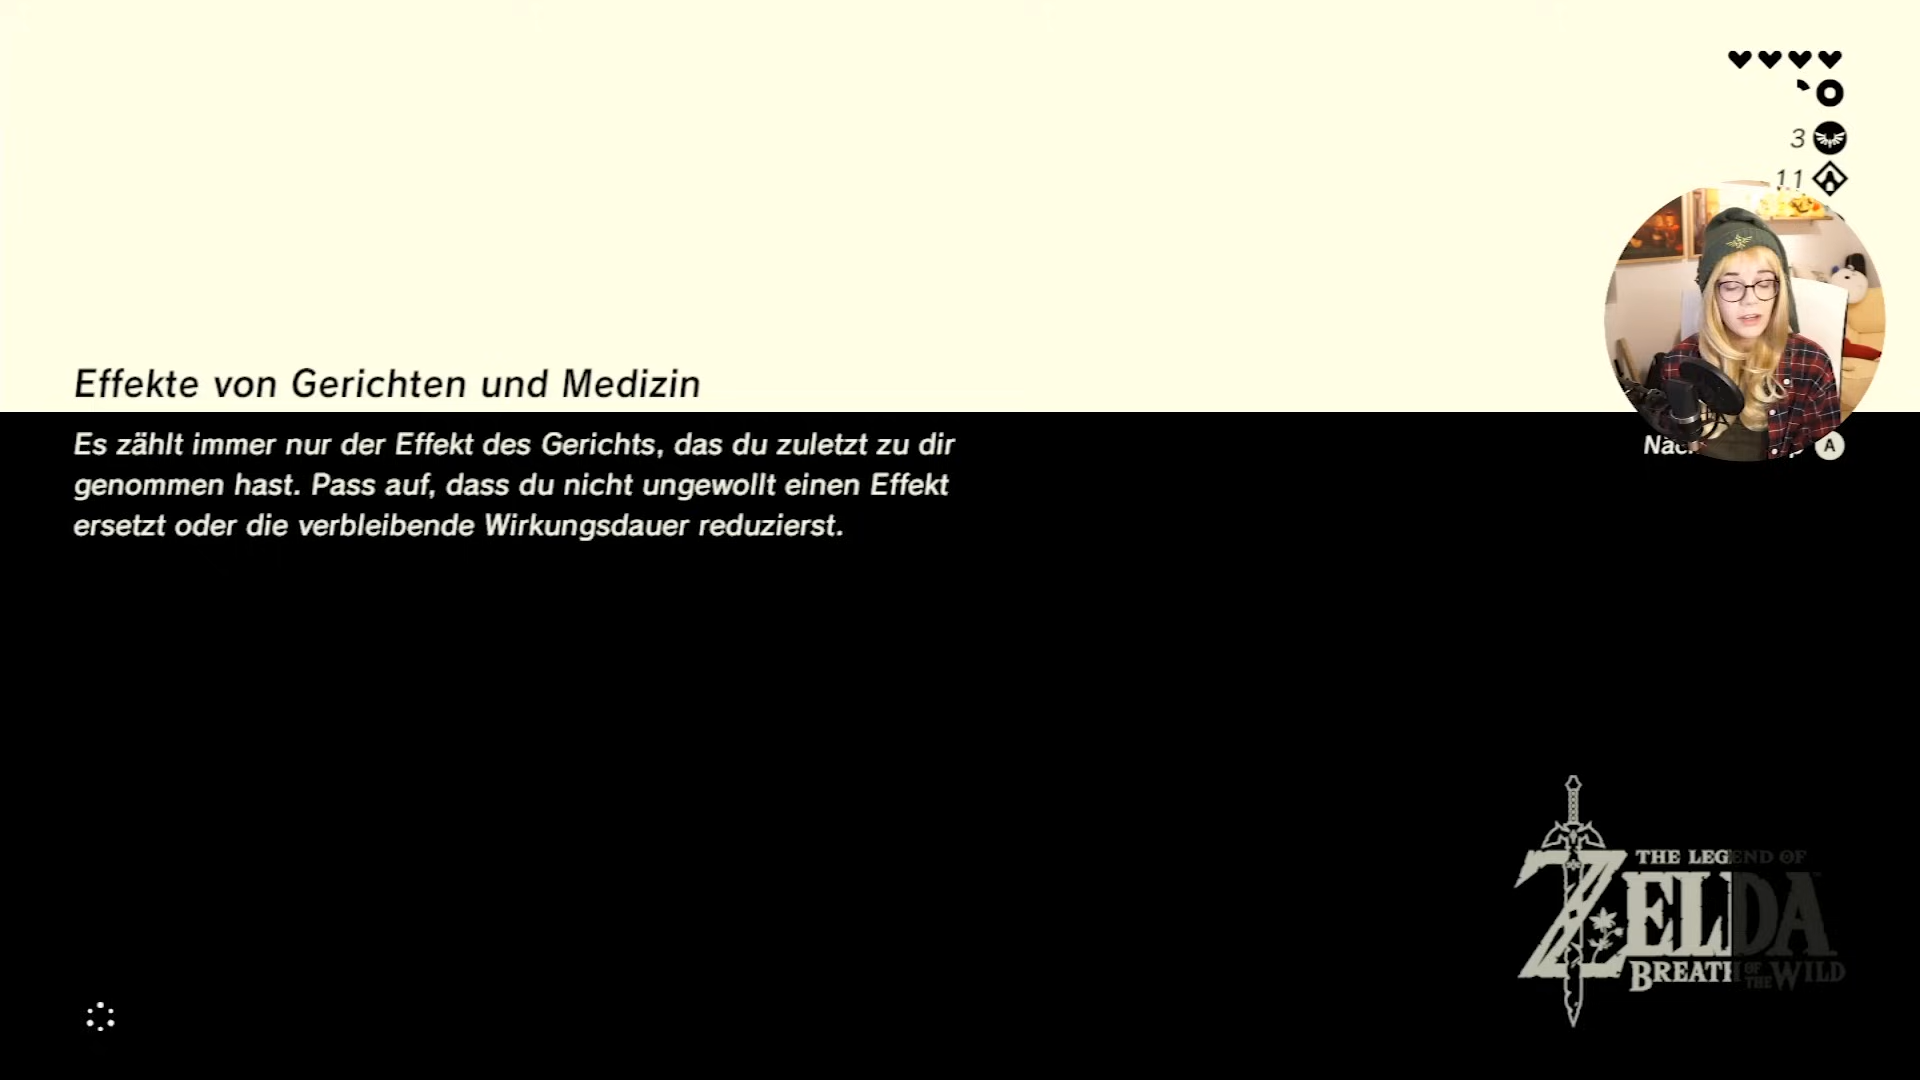 3
11
Effekte von Gerichten und Medizin
Es zählt immer nur der Effekt des Gerichts, das du zuletzt zu dir
genommen hast. Pass auf, dass du nicht ungewollt einen Effekt
ersetzt oder die verbleibende Wirkungsdauer reduzierst.
A
THE LEGEND OF
ZELDA
BREATH OF THE WILD